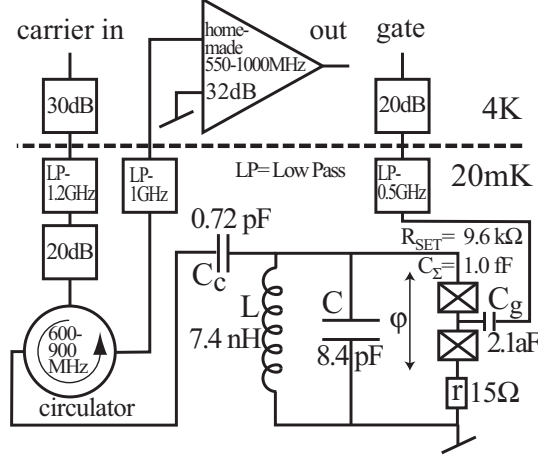 carrier in
home-
made
550-1000MHz
32dB
out
gate
30dB
20dB
4K
LP-
1.2GHz
LP-
1GHz
LP= Low Pass
LP-
0.5GHz
20mK
20dB
0.72 pF
C_c
R_SET= 9.6 kΩ
C_Σ= 1.0 fF
L
7.4 nH
C
8.4 pF
φ
C_g
2.1aF
600-
900
MHz
circulator
r
15Ω